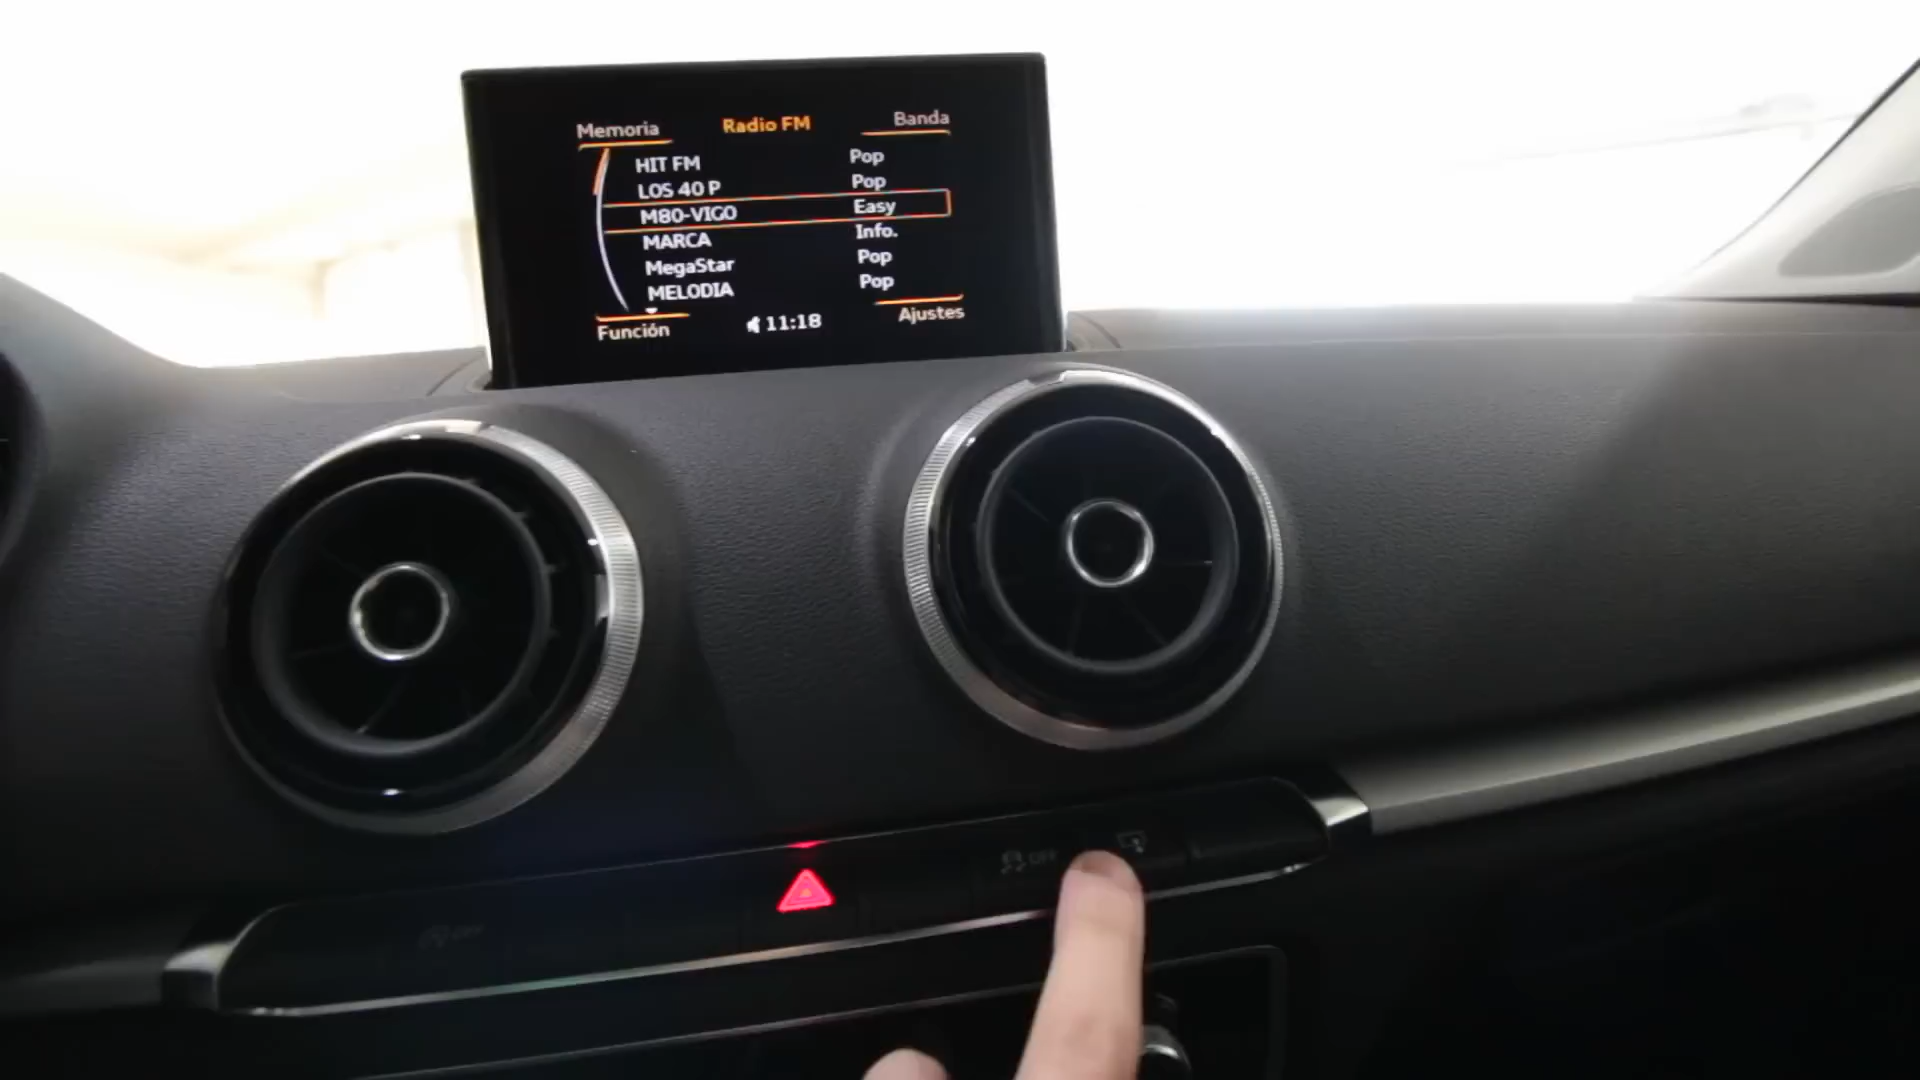 Memoria Radio FM Banda
HIT FM Pop
LOS 40 P Pop
M80-VIGO Easy
MARCA Info.
MegaStar Pop
MELODIA Pop
Función 11:18 Ajustes
OFF